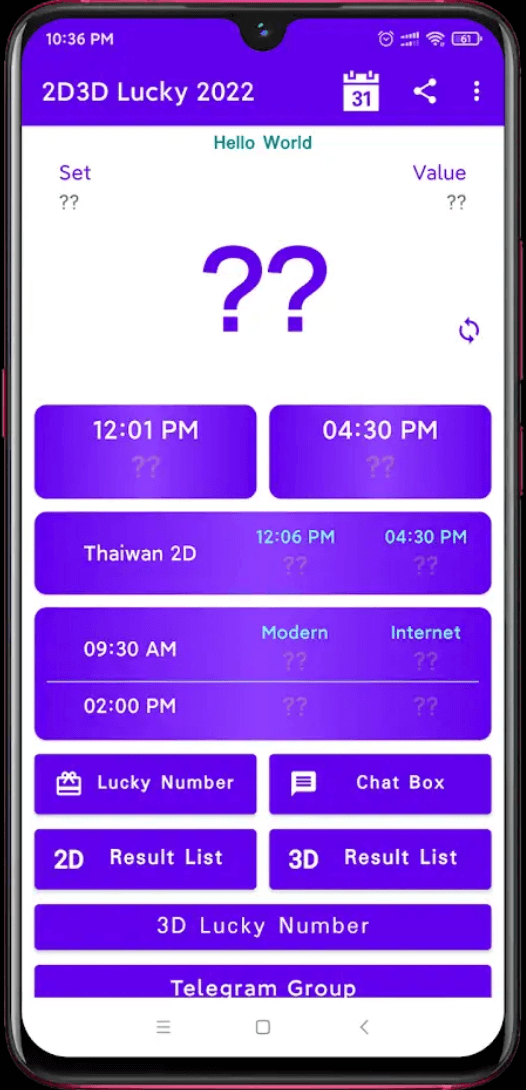 10:36 PM 61
2D3D Lucky 2022 31
Hello World
Set Value
?? ??
??
12:01 PM 04:30 PM
?? ??
12:06 PM 04:30 PM
Thaiwan 2D
?? ??
Modern Internet
09:30 AM ?? ??
02:00 PM ?? ??
Lucky Number Chat Box
2D Result List 3D Result List
3D Lucky Number
Telegram Group